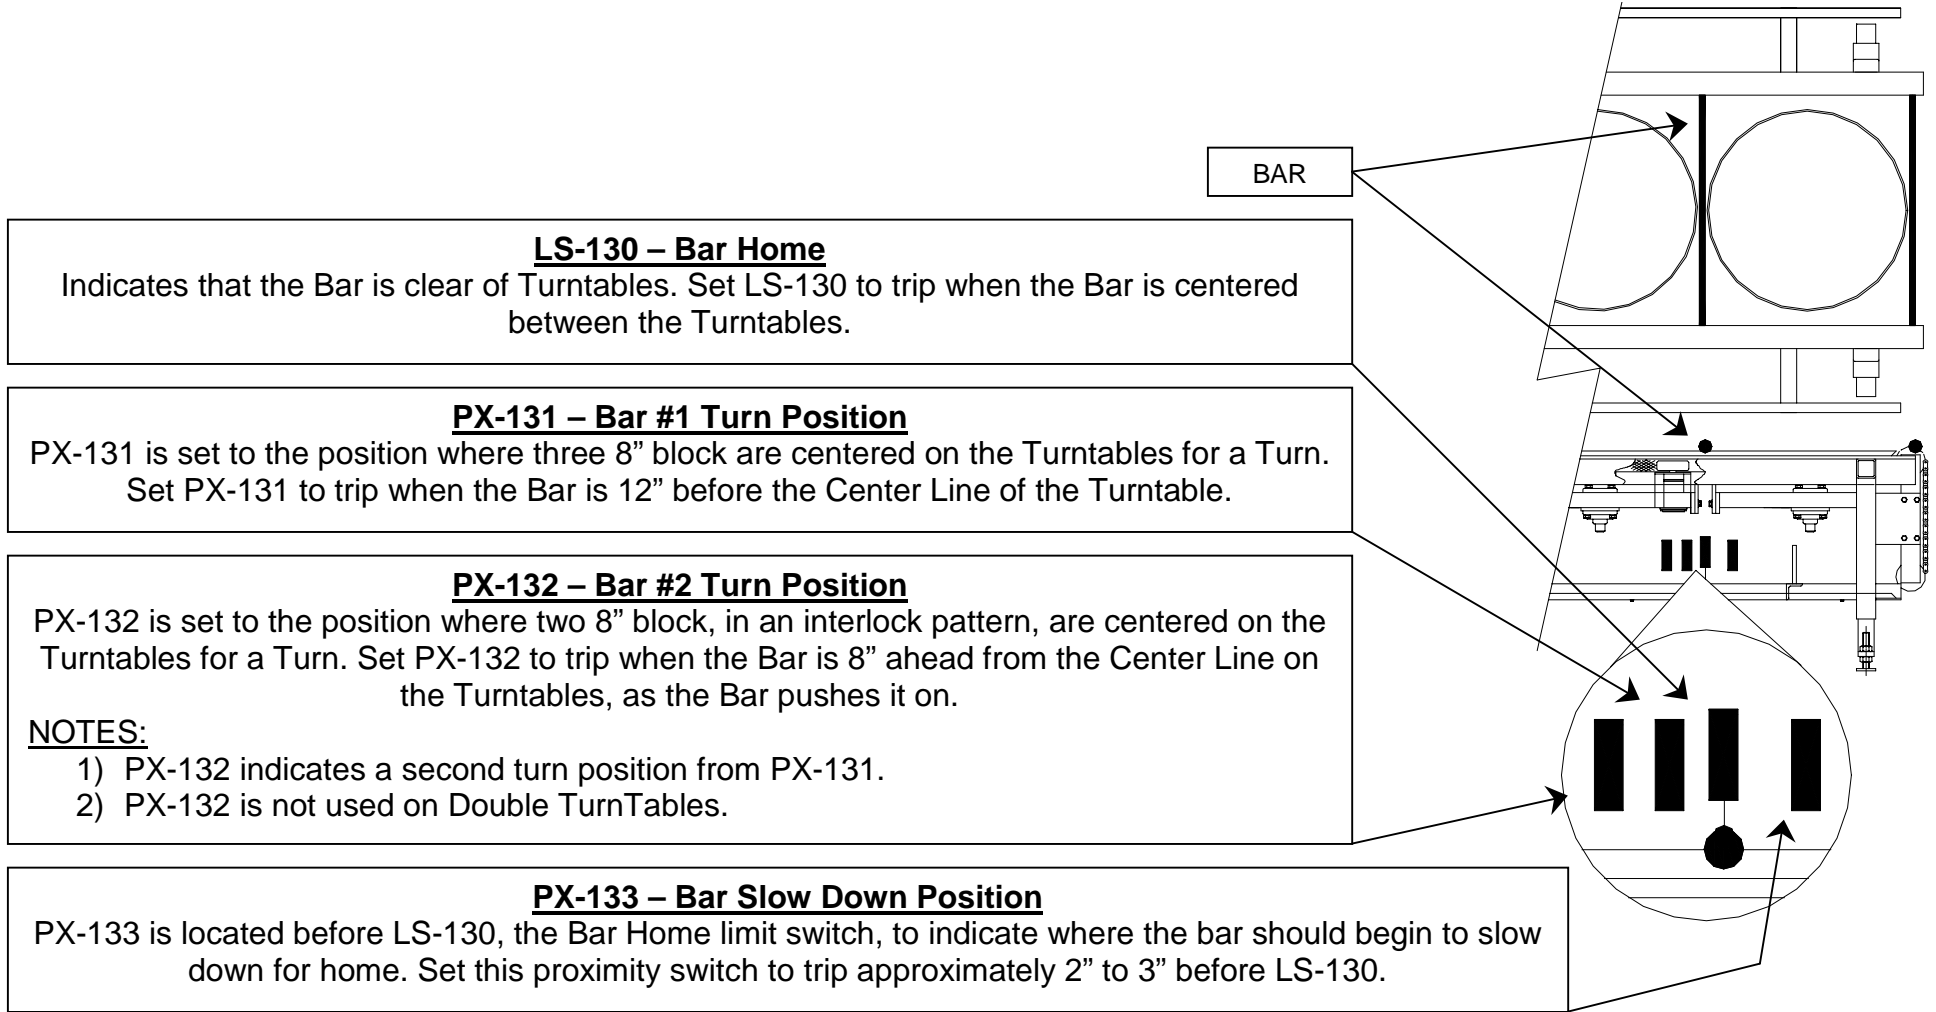 BAR
LS-130 – Bar Home
Indicates that the Bar is clear of Turntables. Set LS-130 to trip when the Bar is centered
between the Turntables.
PX-131 – Bar #1 Turn Position
PX-131 is set to the position where three 8” block are centered on the Turntables for a Turn.
Set PX-131 to trip when the Bar is 12” before the Center Line of the Turntable.
PX-132 – Bar #2 Turn Position
PX-132 is set to the position where two 8” block, in an interlock pattern, are centered on the
Turntables for a Turn. Set PX-132 to trip when the Bar is 8” ahead from the Center Line on
the Turntables, as the Bar pushes it on.
NOTES:
1) PX-132 indicates a second turn position from PX-131.
2) PX-132 is not used on Double TurnTables.
PX-133 – Bar Slow Down Position
PX-133 is located before LS-130, the Bar Home limit switch, to indicate where the bar should begin to slow
down for home. Set this proximity switch to trip approximately 2” to 3” before LS-130.